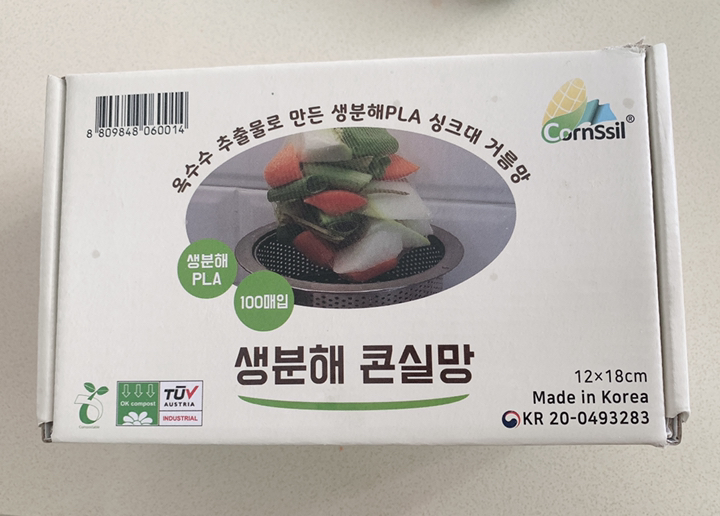 8 809848 060014
옥수수 추출물로 만든 생분해PLA 싱크대 거름망
CornSsil®
생분해
PLA
100매입
생분해 콘실망
12×18cm
Made in Korea
KR 20-0493283
OK compost
TÜV
AUSTRIA
INDUSTRIAL